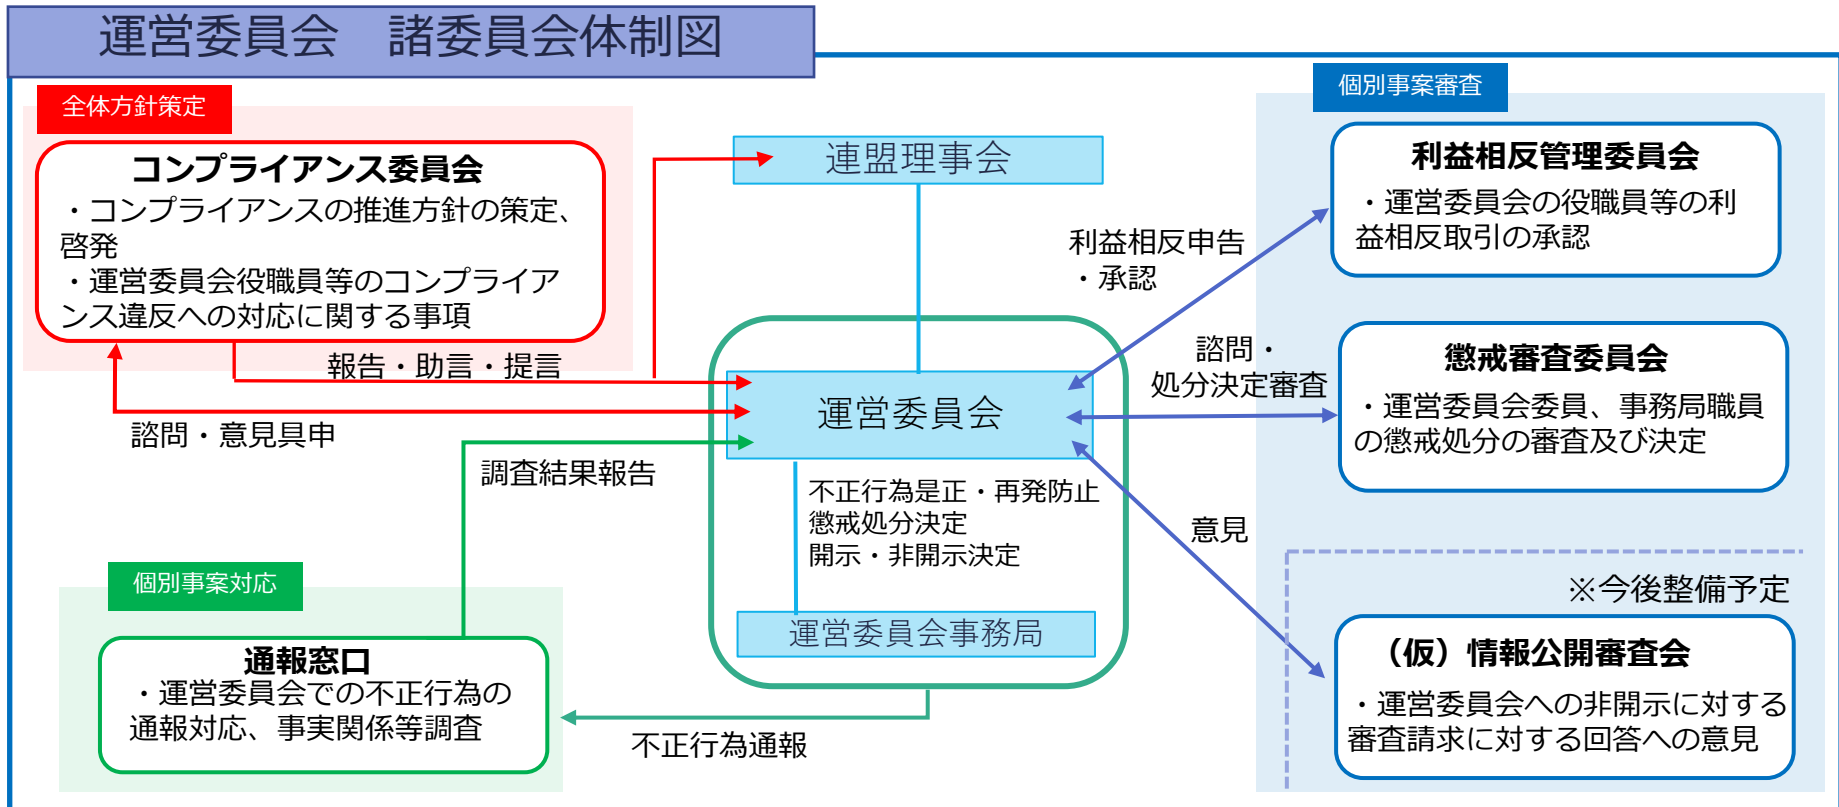 運営委員会　諸委員会体制図
全体方針策定
コンプライアンス委員会
・コンプライアンスの推進方針の策定、
啓発
・運営委員会役職員等のコンプライア
ンス違反への対応に関する事項
報告・助言・提言
諮問・意見具申
調査結果報告
個別事案対応
通報窓口
・運営委員会での不正行為の
通報対応、事実関係等調査
不正行為通報
連盟理事会
運営委員会
不正行為是正・再発防止
懲戒処分決定
開示・非開示決定
運営委員会事務局
利益相反申告
・承認
諮問・
処分決定審査
意見
個別事案審査
利益相反管理委員会
・運営委員会の役職員等の利
益相反取引の承認
懲戒審査委員会
・運営委員会委員、事務局職員
の懲戒処分の審査及び決定
※今後整備予定
（仮）情報公開審査会
・運営委員会への非開示に対する
審査請求に対する回答への意見